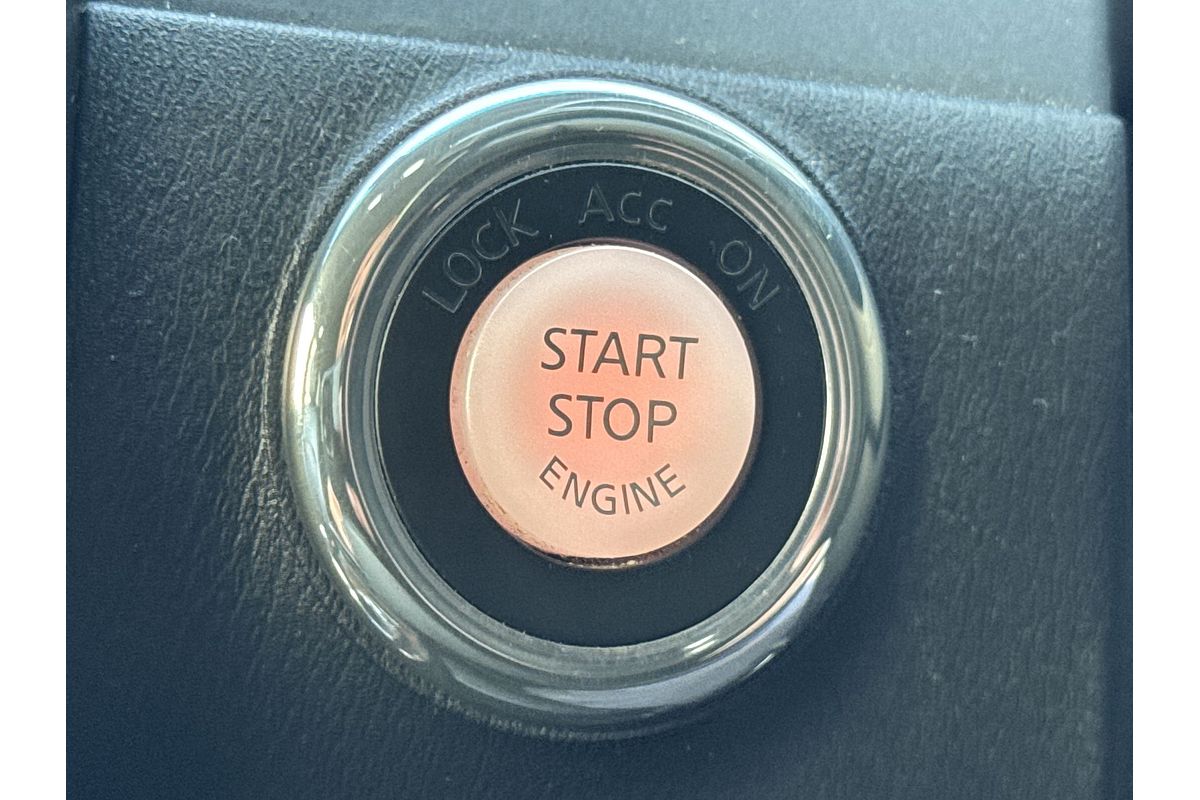 LOCK ACC ON
START
STOP
ENGINE